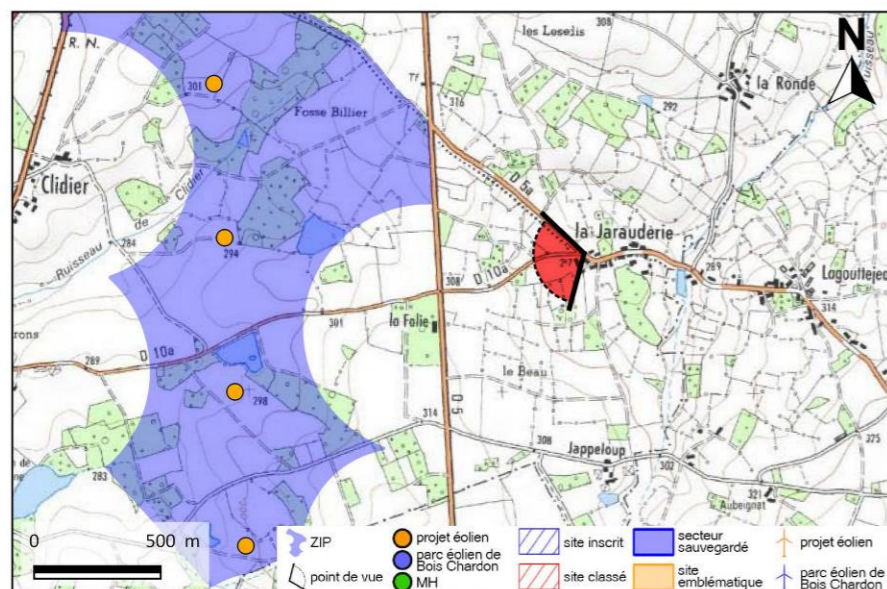 308
les Loselis
R. N.
N
301
Tf
316
la Ronde
292
Fosse Billier
D 5a
Clidier
Ruisseau de Clidier
la Jarauderie
284
294
289
Lagouttejea
308
D 10a
314
301
la Folie
289
D 10a
le Beau
298
D 5
314
308
Jappeloup
302
375
283
321
Aubeignat
0 500 m
ZIP
point de vue
projet éolien
parc éolien de
Bois Chardon
MH
site inscrit
site classé
secteur
sauvegardé
site
emblématique
projet éolien
parc éolien de
Bois Chardon